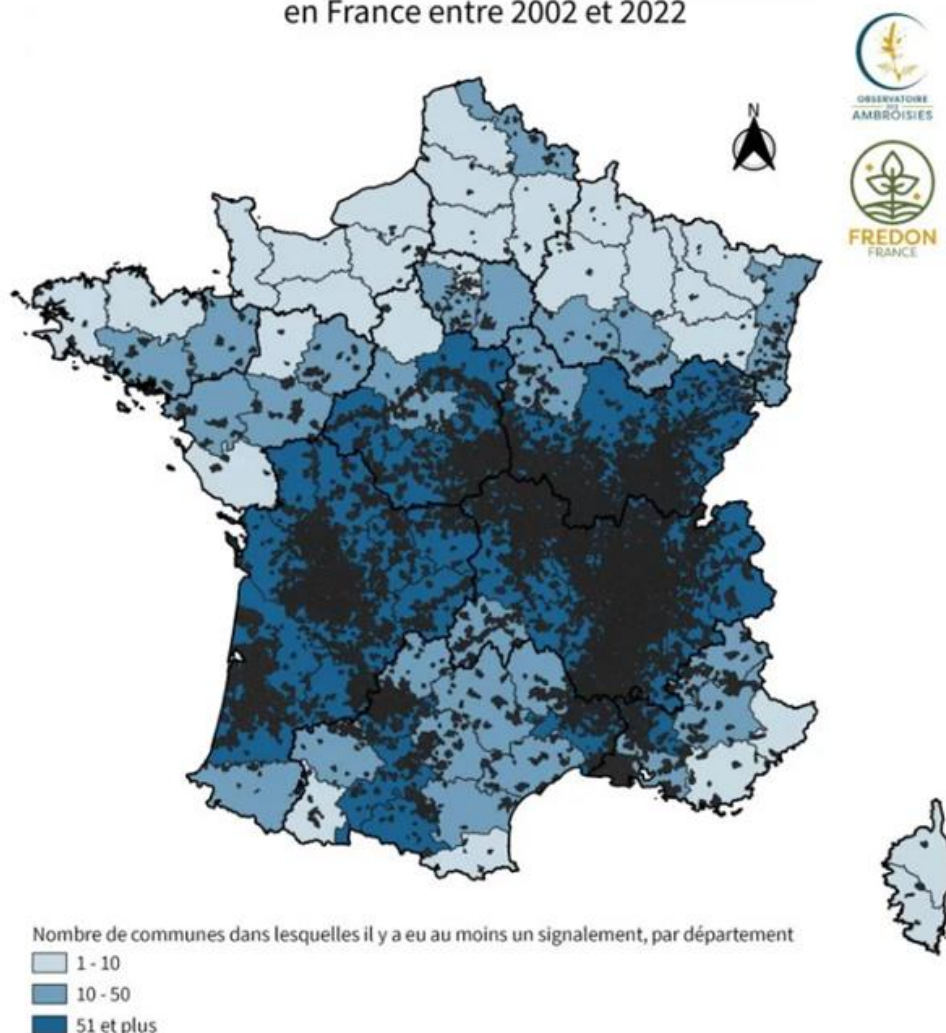 en France entre 2002 et 2022
OBSERVATOIRE
DES
AMBROISIES
N
FREDON
FRANCE
Nombre de communes dans lesquelles il y a eu au moins un signalement, par département
1 - 10
10 - 50
51 et plus